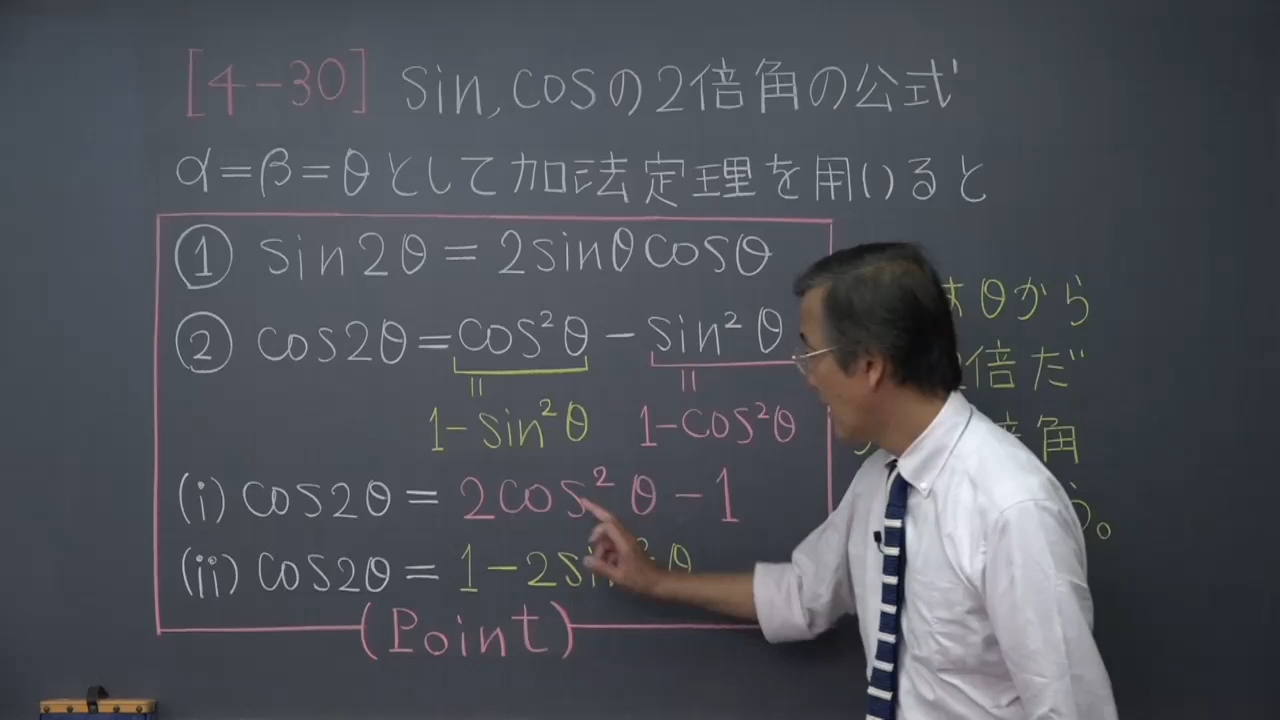 [4-30] sin, cosの2倍角の公式
α=β=θとして加法定理を用いると
① sin2θ = 2sinθcosθ
② cos2θ = cos²θ - sin²θ
= =
1-sin²θ 1-cos²θ
(i) cos2θ = 2cos²θ - 1
(ii) cos2θ = 1-2sin²θ
(Point)
θから
倍だ
角
。